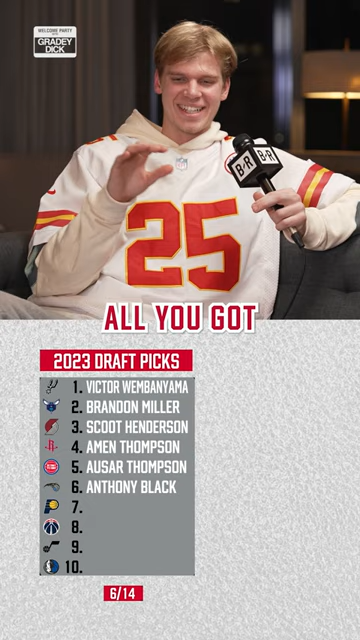 WELCOME PARTY
WITH
GRADEY
DICK
B R
B R
25
ALL YOU GOT
2023 DRAFT PICKS
1. VICTOR WEMBANYAMA
2. BRANDON MILLER
3. SCOOT HENDERSON
4. AMEN THOMPSON
5. AUSAR THOMPSON
6. ANTHONY BLACK
7.
8.
9.
10.
6/14